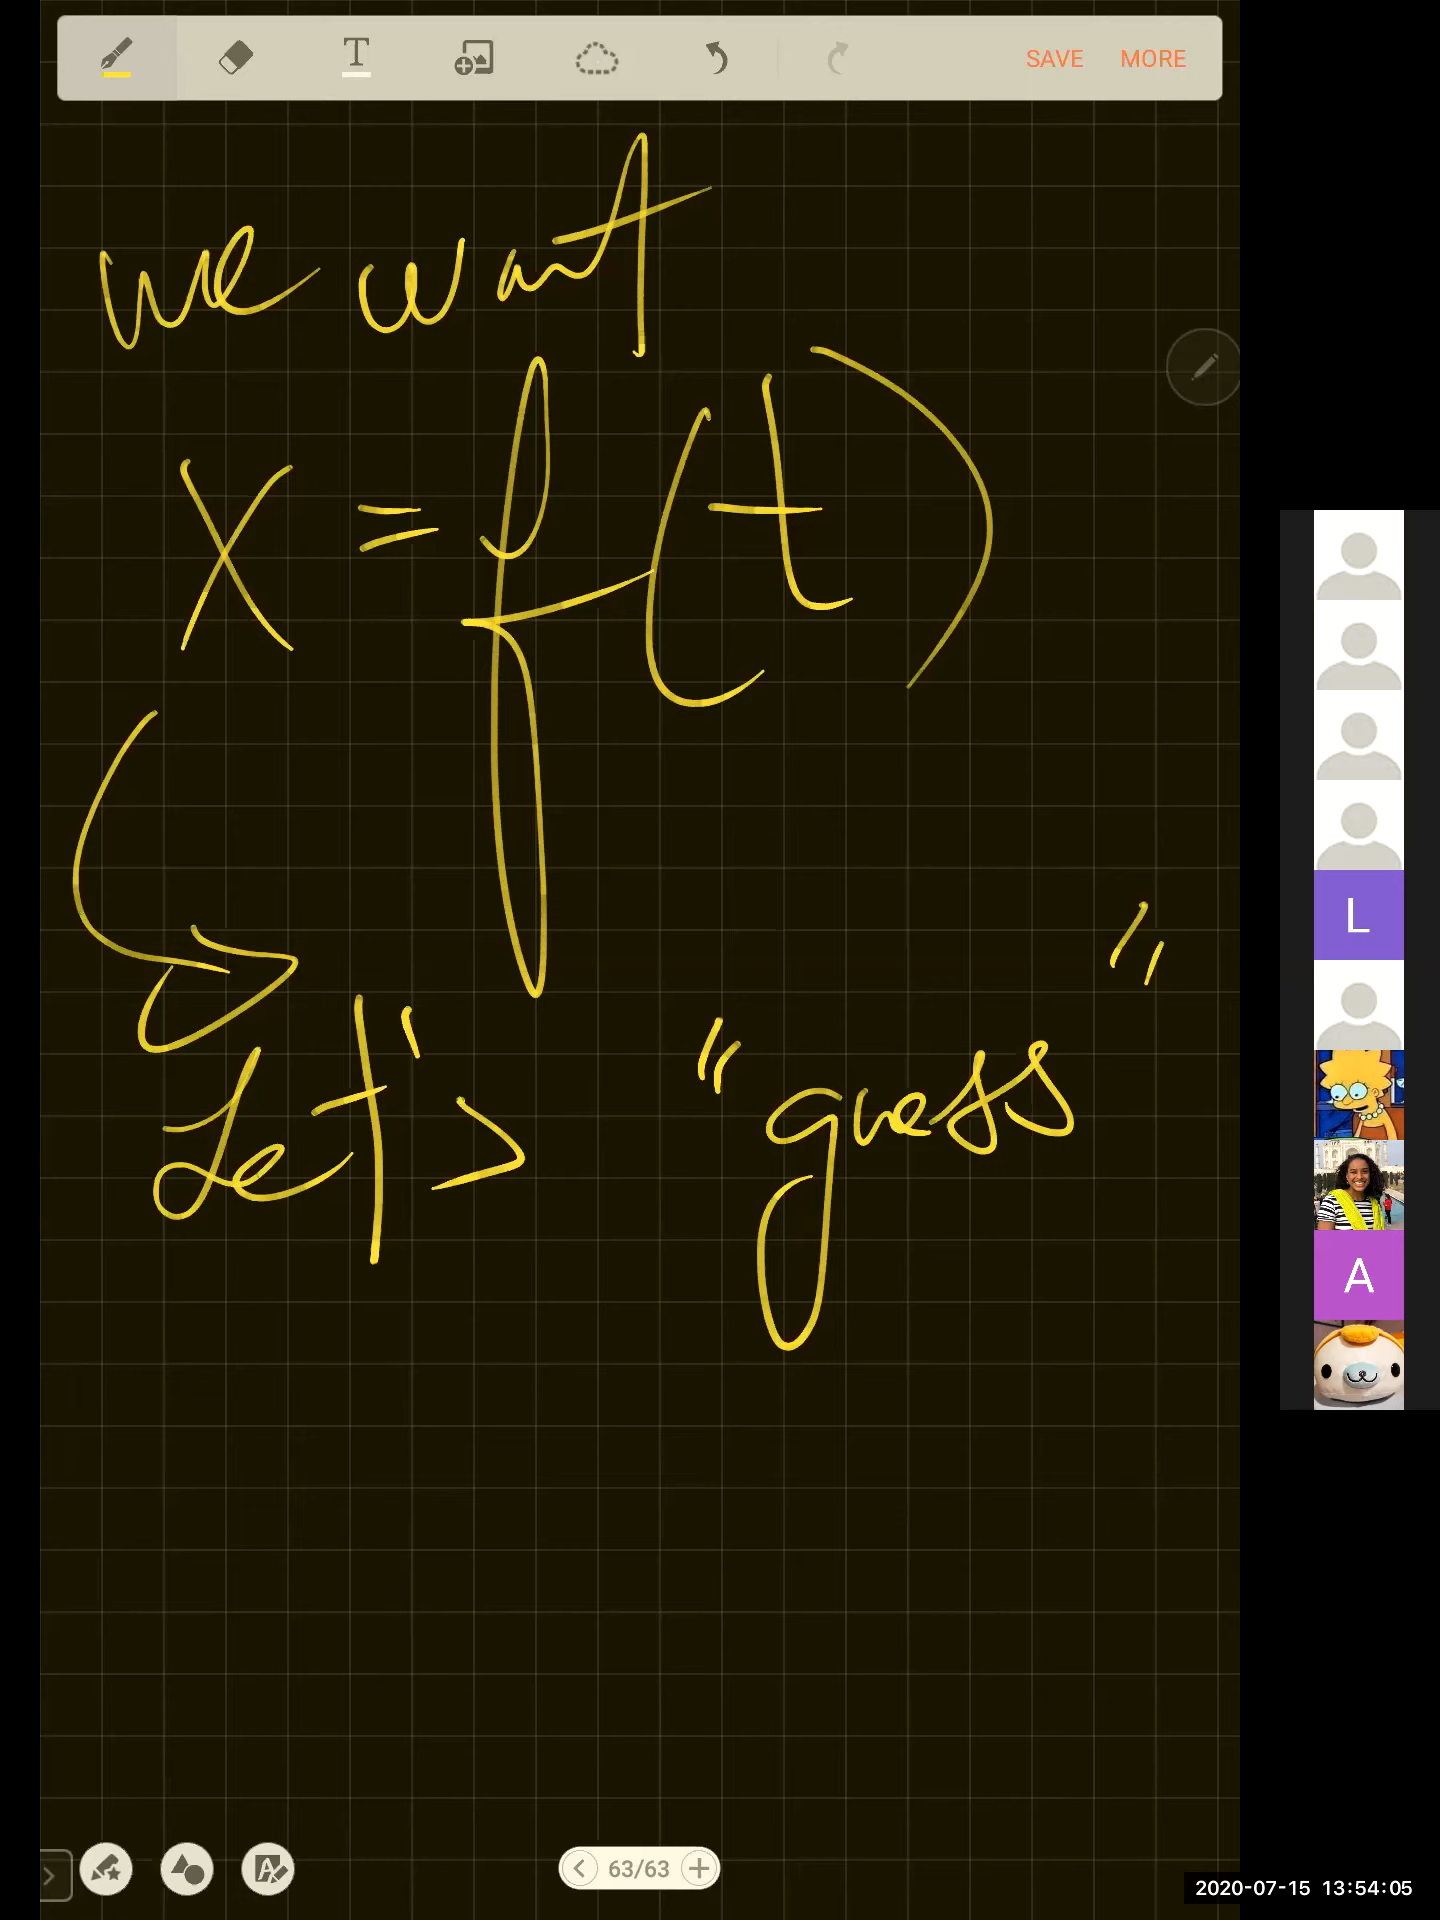 T
SAVE MORE
we want
x = f(t)
Let's "guess"
L
A
A
63/63
2020-07-15 13:54:05